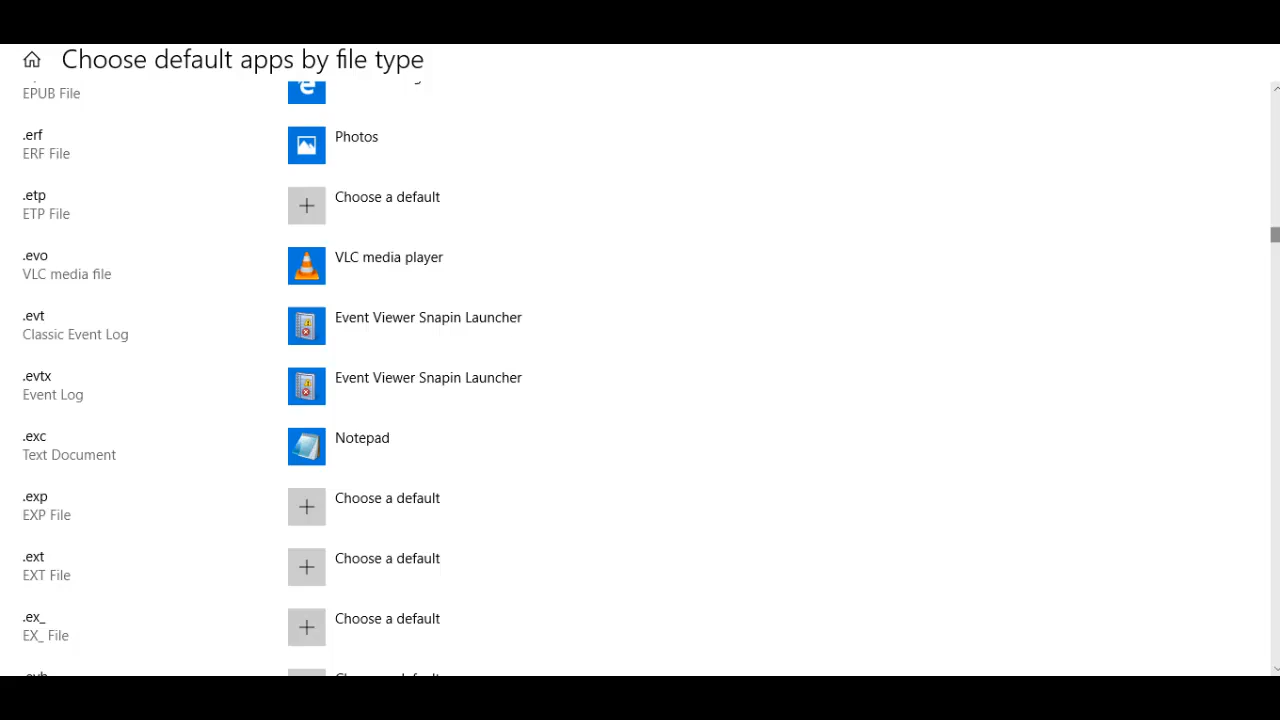 Choose default apps by file type
EPUB File
.erf
Photos
ERF File
.etp
Choose a default
ETP File
.evo
VLC media player
VLC media file
.evt
Event Viewer Snapin Launcher
Classic Event Log
.evtx
Event Viewer Snapin Launcher
Event Log
.exc
Notepad
Text Document
.exp
Choose a default
EXP File
.ext
Choose a default
EXT File
.ex_
Choose a default
EX_ File